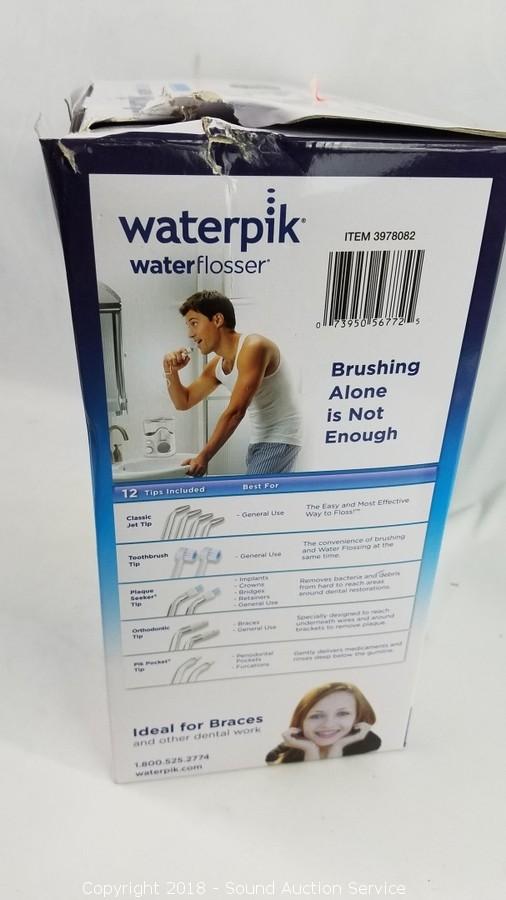 waterpik®
waterflosser®
ITEM 3978082
0 73950 56772 5
Brushing
Alone
is Not
Enough
12 Tips Included Best For
Classic
Jet Tip
- General Use
The Easy and Most Effective
Way to Floss!™
Toothbrush
Tip
- General Use
The convenience of brushing
and Water Flossing at the
same time.
Plaque
Seeker®
Tip
- Implants
- Crowns
- Bridges
- Retainers
- General Use
Removes bacteria and debris
from hard to reach areas
around dental restorations.
Orthodontic
Tip
- Braces
- General Use
Specially designed to reach
underneath wires and around
brackets to remove plaque.
Pik Pocket®
Tip
- Periodontal
Pockets
- Furcations
Gently delivers medicaments and
rinses deep below the gumline.
Ideal for Braces
and other dental work
1.800.525.2774
waterpik.com
Copyright 2018 - Sound Auction Service